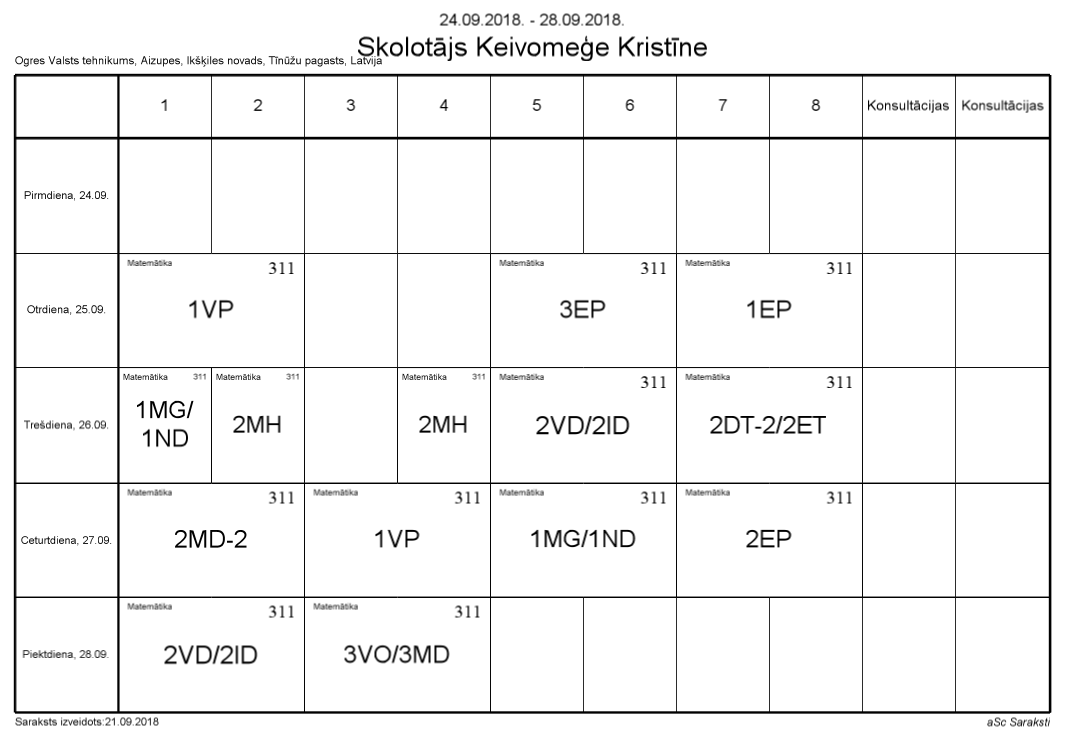 24.09.2018. - 28.09.2018.
Skolotājs Keivomeģe Kristīne
Ogres Valsts tehnikums, Aizupes, Ikšķiles novads, Tīnūžu pagasts, Latvija
1 2 3 4 5 6 7 8 Konsultācijas Konsultācijas
Pirmdiena, 24.09.
Matemātika 311 Matemātika 311 Matemātika 311
Otrdiena, 25.09. 1VP 3EP 1EP
Matemātika 311 Matemātika 311 Matemātika 311 Matemātika 311 Matemātika 311
Trešdiena, 26.09. 1MG/ 2MH 2MH 2VD/2ID 2DT-2/2ET
1ND
Matemātika 311 Matemātika 311 Matemātika 311 Matemātika 311
Ceturtdiena, 27.09. 2MD-2 1VP 1MG/1ND 2EP
Matemātika 311 Matemātika 311
Piektdiena, 28.09. 2VD/2ID 3VO/3MD
Saraksts izveidots:21.09.2018 aSc Saraksti